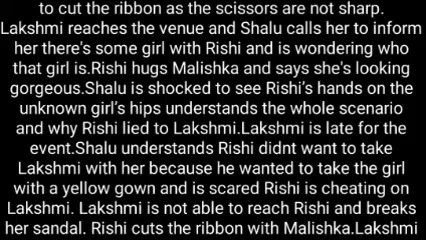 to cut the ribbon as the scissors are not sharp.
Lakshmi reaches the venue and Shalu calls her to inform
her there's some girl with Rishi and is wondering who
that girl is.Rishi hugs Malishka and says she's looking
gorgeous.Shalu is shocked to see Rishi’s hands on the
unknown girl’s hips understands the whole scenario
and why Rishi lied to Lakshmi.Lakshmi is late for the
event.Shalu understands Rishi didnt want to take
Lakshmi with her because he wanted to take the girl
with a yellow gown and is scared Rishi is cheating on
Lakshmi. Lakshmi is not able to reach Rishi and breaks
her sandal. Rishi cuts the ribbon with Malishka.Lakshmi